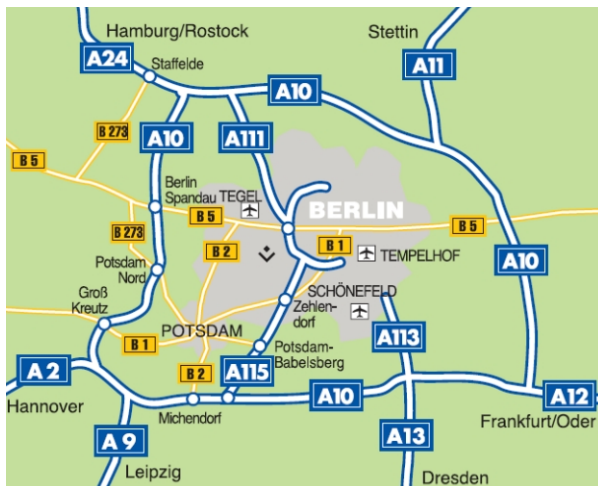 Hamburg/Rostock
Stettin
A24
Staffelde
A11
A10
B 273
A10
A111
B 5
Berlin
Spandau
TEGEL
B 5
BERLIN
B 5
B 273
B 2
B 1
TEMPELHOF
Potsdam
Nord
A10
Groß
Kreutz
SCHÖNEFELD
Zehlen-
dorf
POTSDAM
B 1
A113
Potsdam-
Babelsberg
A2
B 2
A115
A10
A12
Hannover
Michendorf
Frankfurt/Oder
A9
A13
Leipzig
Dresden